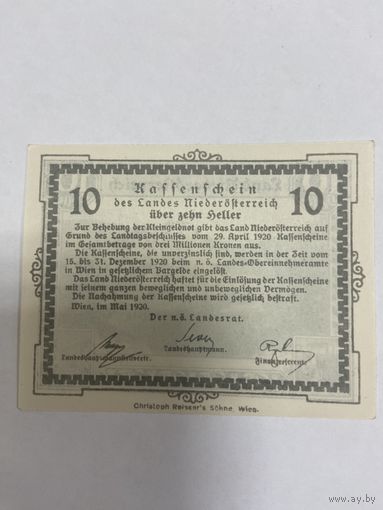 10 Kassenschein 10
des Landes Niederösterreich
über zehn Heller
Zur Behebung der Kleingeldnot gibt das Land Niederösterreich auf
Grund des Landtagsbeschlusses vom 29. April 1920 Kassenscheine
im Gesamtbetrage von drei Millionen Kronen aus.
Die Kassenscheine, die unverzinslich sind, werden in der Zeit vom
15. bis 31. Dezember 1920 beim n.ö. Landes-Obereinnehmeramte
in Wien in gesetzlichem Bargelde eingelöst.
Das Land Niederösterreich haftet für die Einlösung der Kassenscheine
mit seinem ganzen beweglichen und unbeweglichen Vermögen.
Die Nachahmung der Kassenscheine wird gesetzlich bestraft.
Wien, im Mai 1920.
Der n.ö. Landesrat.
Landeshauptmannstellvertr. Landeshauptmann. Finanzreferent.
Christoph Reisser's Söhne, Wien.
www.ay.by